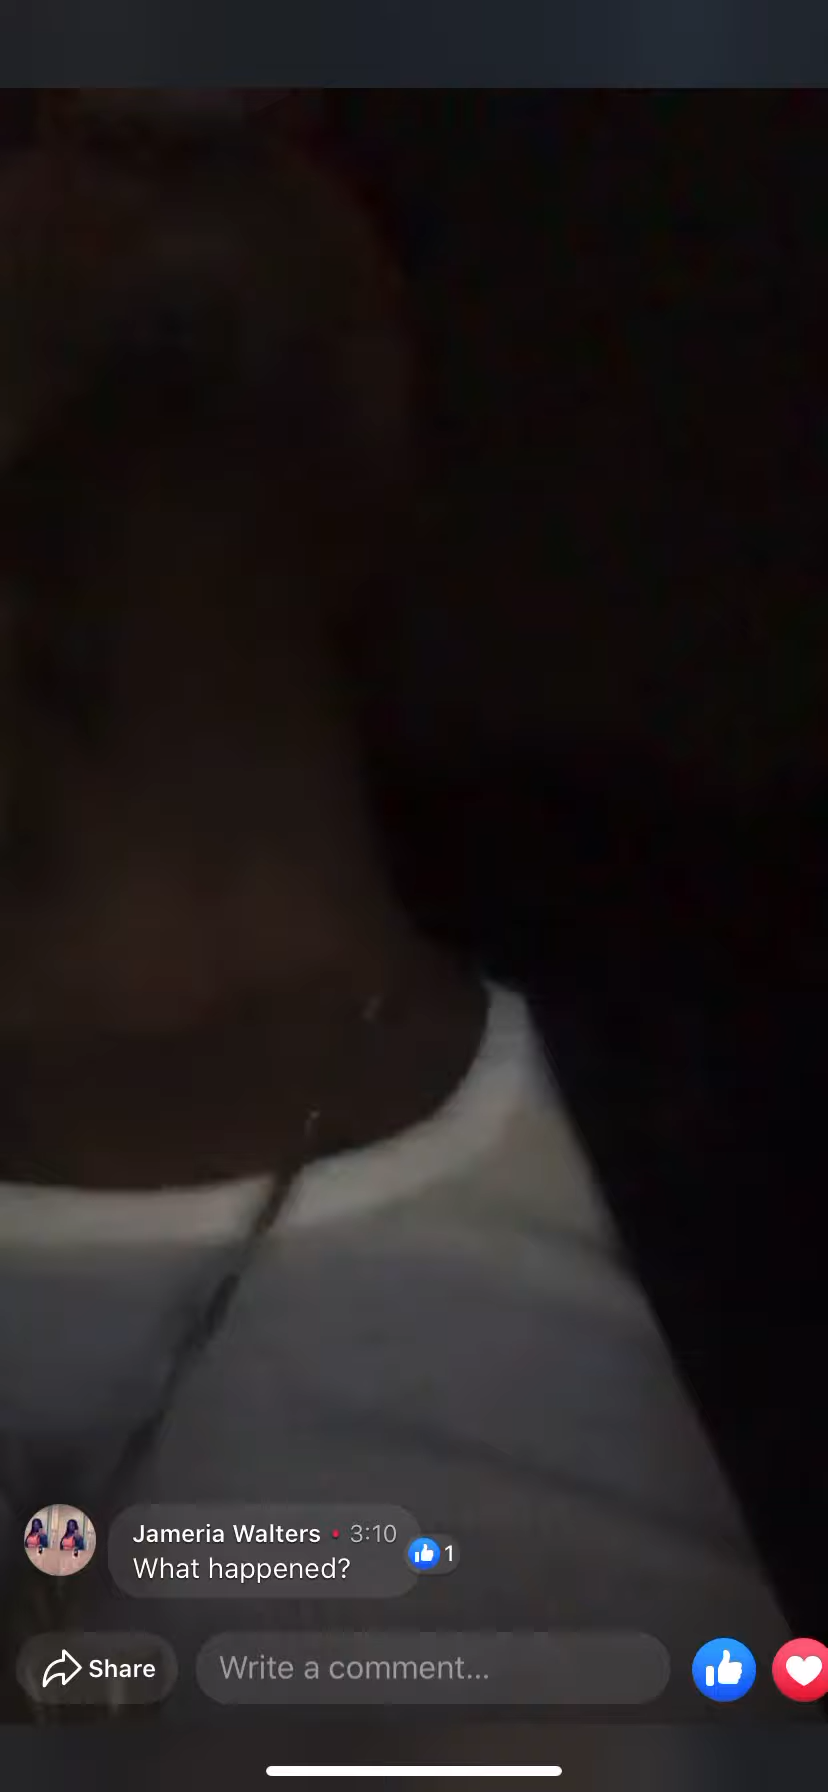 Jameria Walters • 3:10
What happened?
1
Share
Write a comment...